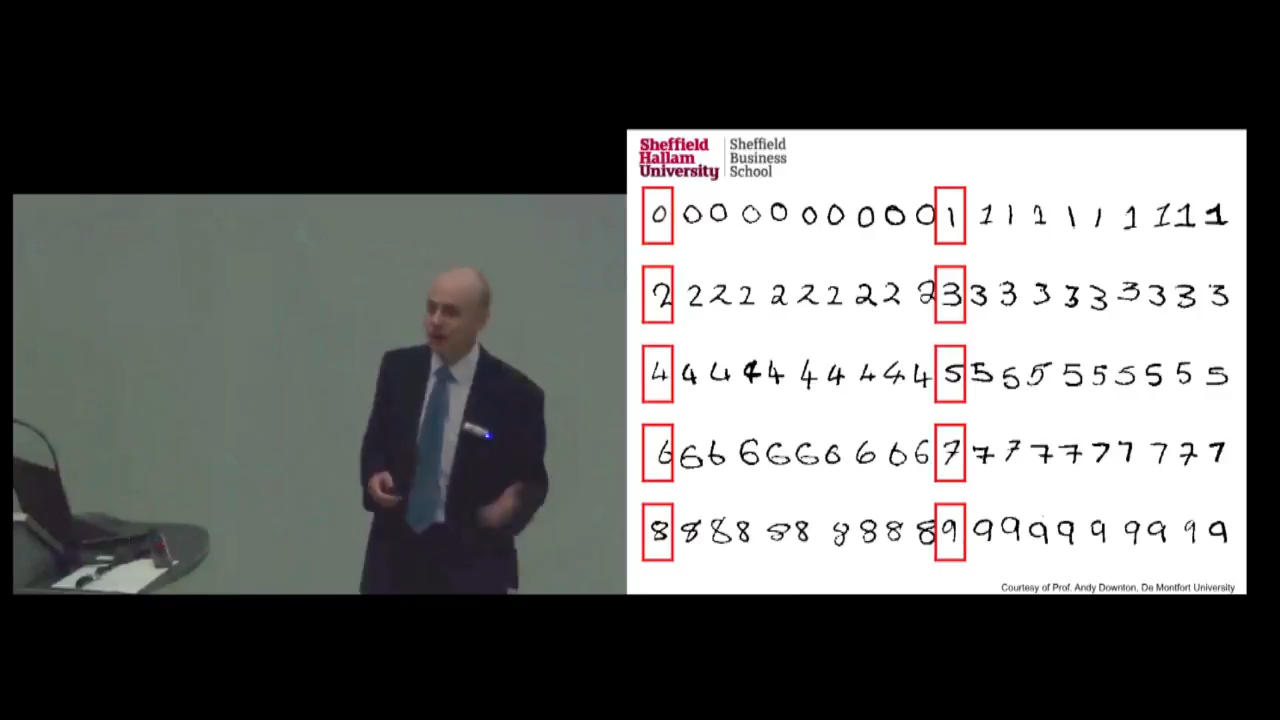 Sheffield
Hallam
University
Sheffield
Business
School
0 0 0 0 0 0 0 0 0 0 1 1 1 1 1 1 1 1 1 1
2 2 2 2 2 2 2 2 2 2 3 3 3 3 3 3 3 3 3 3
4 4 4 4 4 4 4 4 4 4 5 5 5 5 5 5 5 5 5 5
6 6 6 6 6 6 6 6 6 6 7 7 7 7 7 7 7 7 7 7
8 8 8 8 8 8 8 8 8 8 9 9 9 9 9 9 9 9 9 9
Courtesy of Prof. Andy Downton, De Montfort University